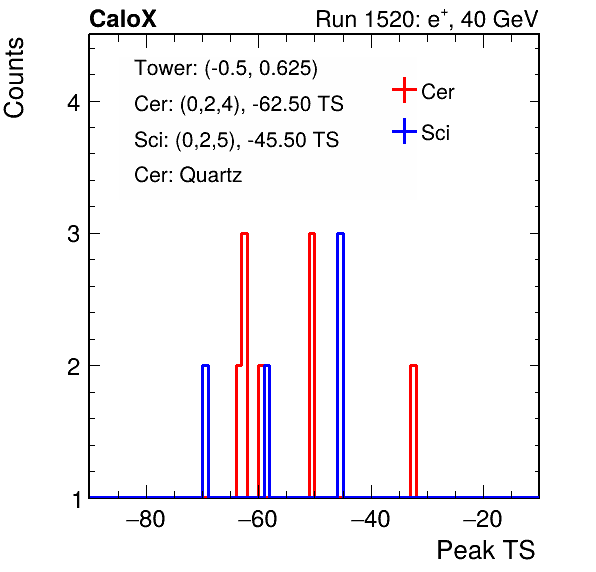 CaloX Run 1520: e⁺, 40 GeV
Counts
Tower: (-0.5, 0.625)
Cer: (0,2,4), -62.50 TS
Sci: (0,2,5), -45.50 TS
Cer: Quartz
Cer
Sci
4
3
2
1
−80 −60 −40 −20
Peak TS